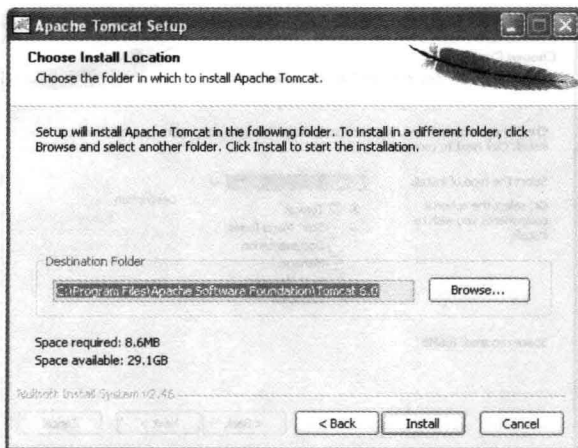 Apache Tomcat Setup
Choose Install Location
Choose the folder in which to install Apache Tomcat.
Setup will install Apache Tomcat in the following folder. To install in a different folder, click
Browse and select another folder. Click Install to start the installation.
Destination Folder
C:\Program Files\Apache Software Foundation\Tomcat 6.0
Browse...
Space required: 8.6MB
Space available: 29.1GB
Nullsoft Install System v2.46
< Back
Install
Cancel